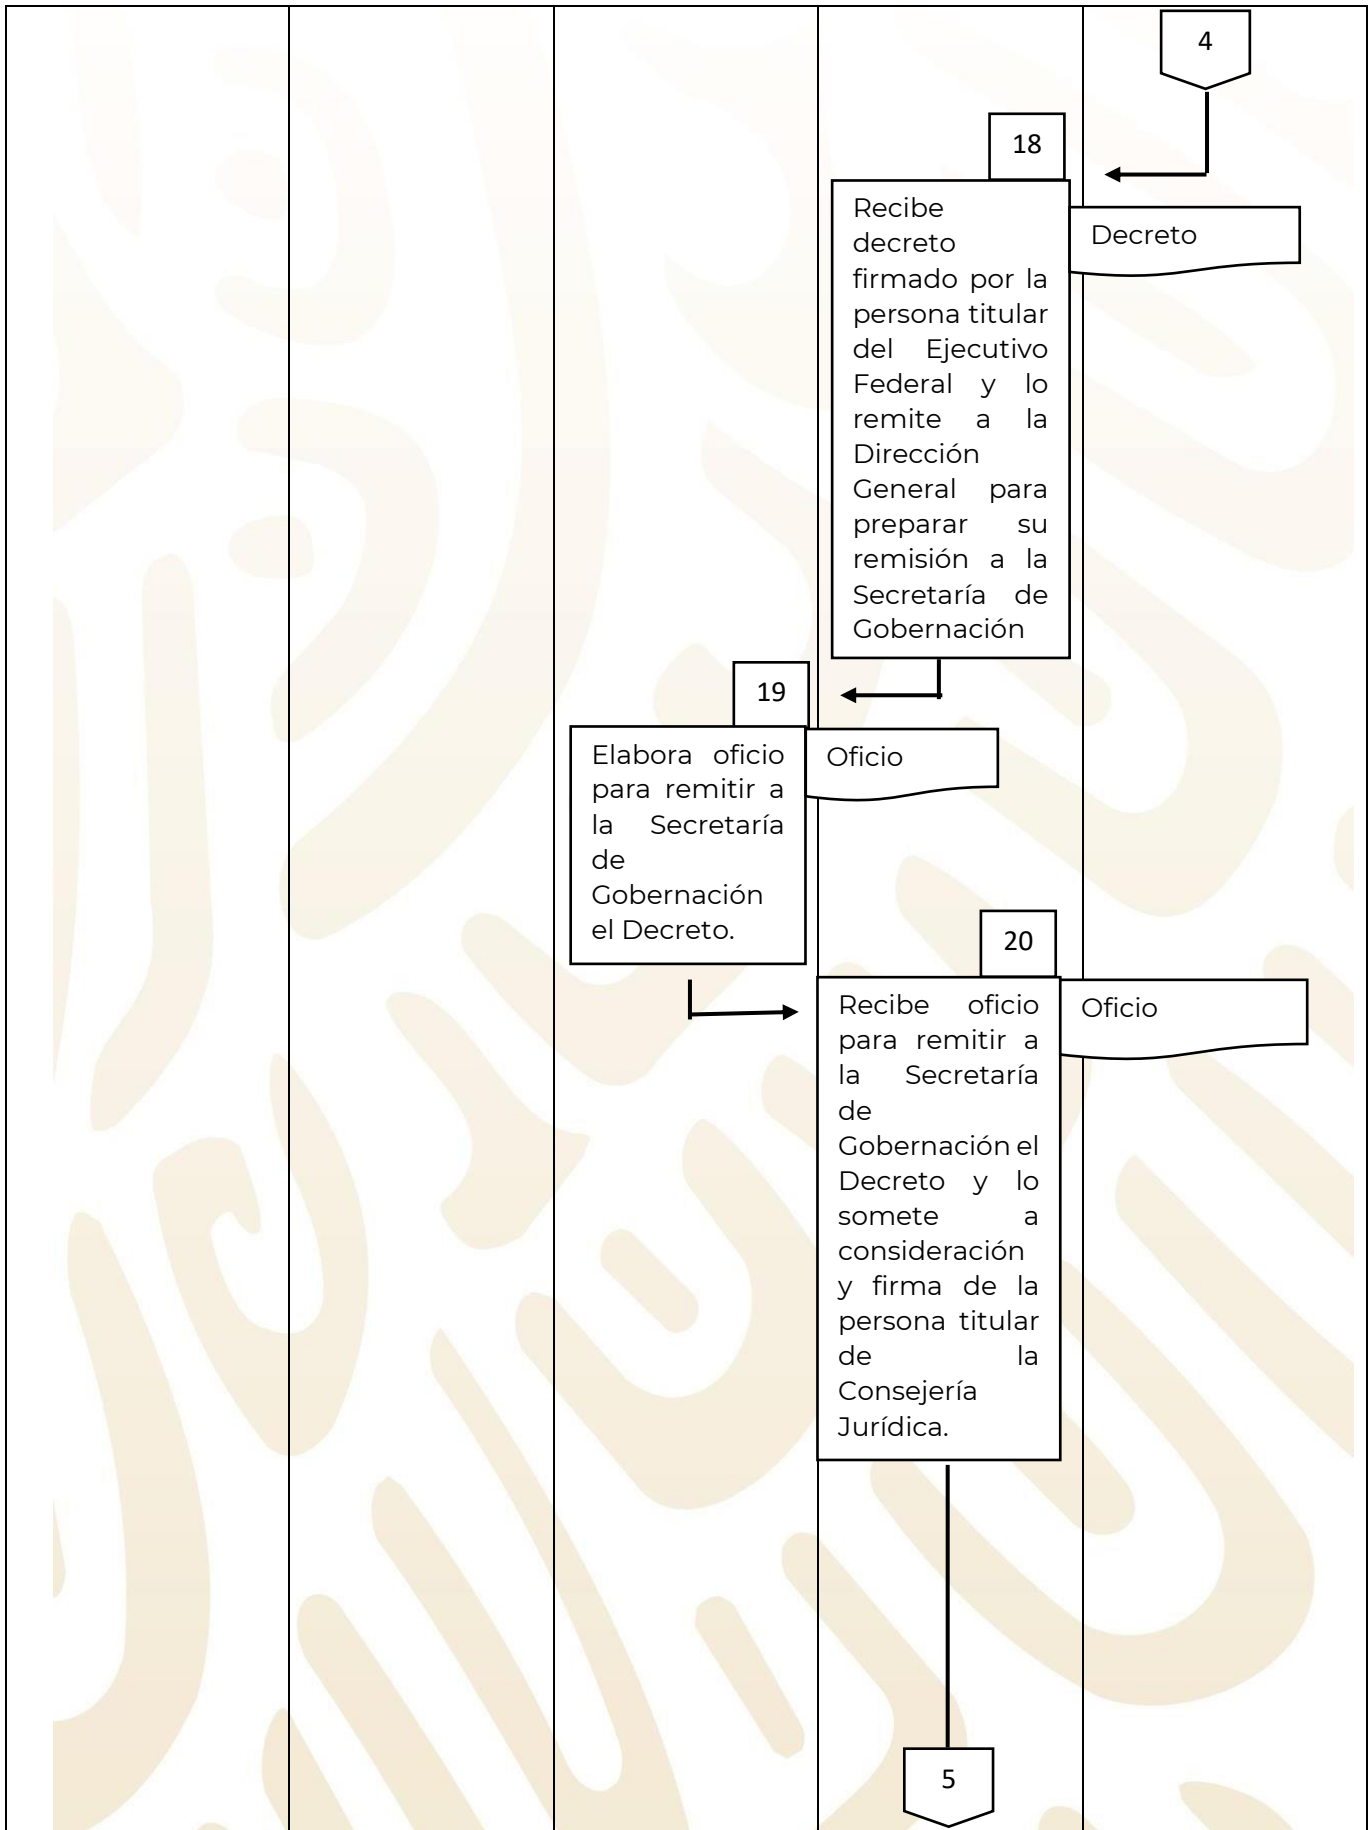 4
18
Recibe
decreto
firmado por la
persona titular
del Ejecutivo
Federal y lo
remite a la
Dirección
General para
preparar su
remisión a la
Secretaría de
Gobernación
Decreto
19
Elabora oficio
para remitir a
la Secretaría
de
Gobernación
el Decreto.
Oficio
20
Recibe oficio
para remitir a
la Secretaría
de
Gobernación el
Decreto y lo
somete a
consideración
y firma de la
persona titular
de la
Consejería
Jurídica.
Oficio
5